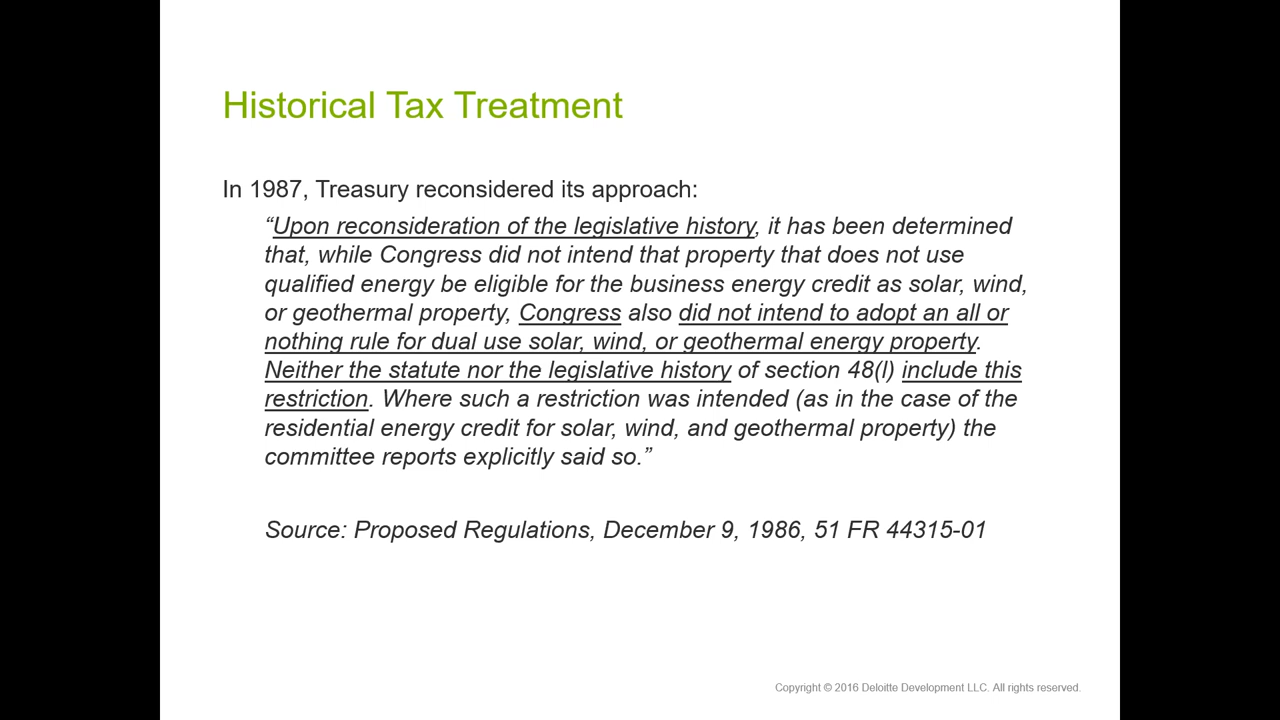 Historical Tax Treatment
In 1987, Treasury reconsidered its approach:
“Upon reconsideration of the legislative history, it has been determined
that, while Congress did not intend that property that does not use
qualified energy be eligible for the business energy credit as solar, wind,
or geothermal property, Congress also did not intend to adopt an all or
nothing rule for dual use solar, wind, or geothermal energy property.
Neither the statute nor the legislative history of section 48(l) include this
restriction. Where such a restriction was intended (as in the case of the
residential energy credit for solar, wind, and geothermal property) the
committee reports explicitly said so.”
Source: Proposed Regulations, December 9, 1986, 51 FR 44315-01
Copyright © 2016 Deloitte Development LLC. All rights reserved.